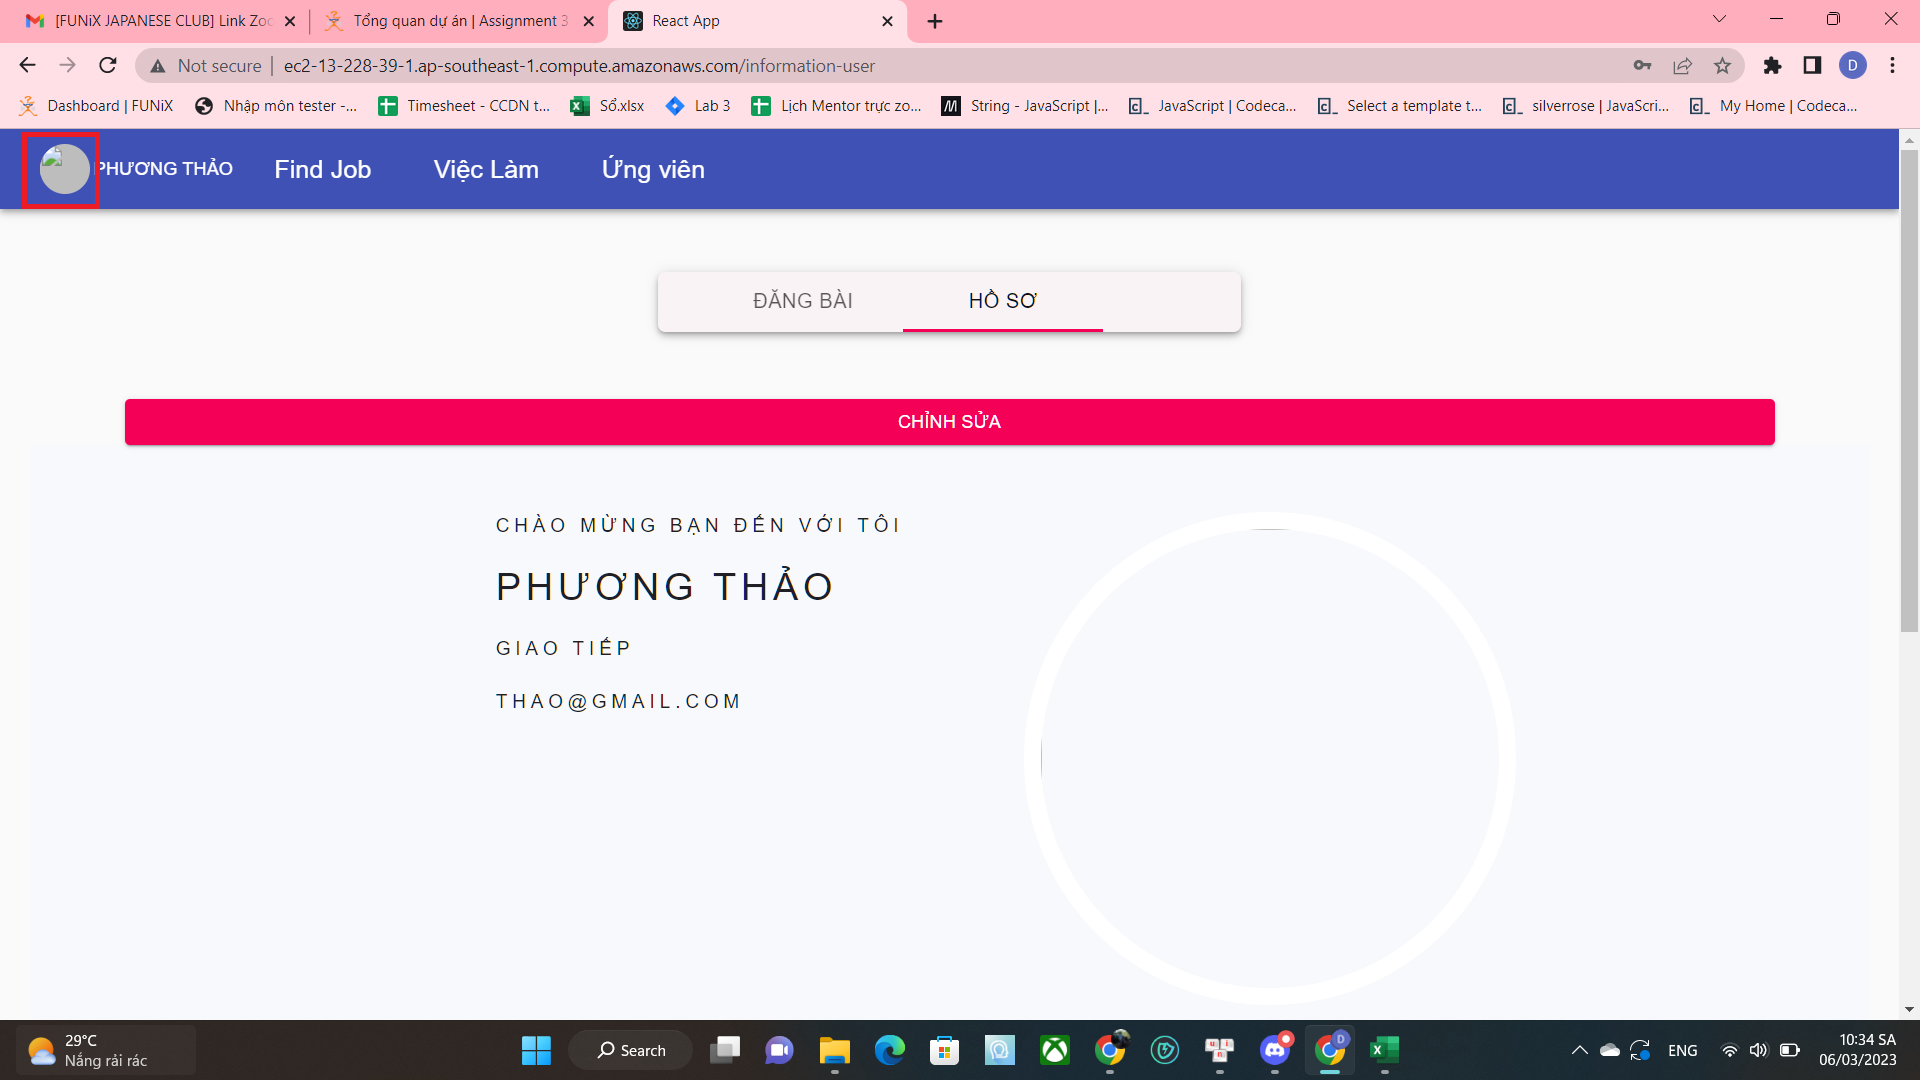 [FUNiX JAPANESE CLUB] Link Zoo
Tổng quan dự án | Assignment 3
React App
Not secure
ec2-13-228-39-1.ap-southeast-1.compute.amazonaws.com/information-user
D
Dashboard | FUNiX
Nhập môn tester -...
Timesheet - CCDN t...
Sổ.xlsx
Lab 3
Lịch Mentor trực zo...
String - JavaScript |...
JavaScript | Codeca...
Select a template t...
silverrose | JavaScri...
My Home | Codeca...
PHƯƠNG THẢO
Find Job
Việc Làm
Ứng viên
ĐĂNG BÀI
HỒ SƠ
CHỈNH SỬA
CHÀO MỪNG BẠN ĐẾN VỚI TÔI
PHƯƠNG THẢO
GIAO TIẾP
THAO@GMAIL.COM
29°C
Nắng rải rác
Search
ENG
10:34 SA
06/03/2023